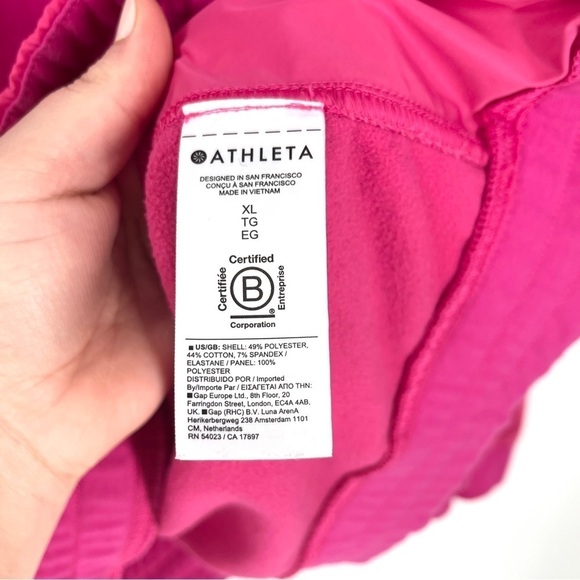 ATHLETA
DESIGNED IN SAN FRANCISCO
CONÇU À SAN FRANCISCO
MADE IN VIETNAM
XL
TG
EG
Certified
Certifiée
B
Entreprise
®
Corporation
■US/GB: SHELL: 49% POLYESTER,
44% COTTON, 7% SPANDEX /
ELASTANE / PANEL: 100%
POLYESTER
DISTRIBUIDO POR / Imported
By/Importe Par / ΕΙΣΑΓΕΤΑΙ ΑΠΟ ΤΗΝ:
■Gap Europe Ltd., 8th Floor, 20
Farringdon Street, London, EC4A 4AB,
UK. ■Gap (RHC) B.V. Luna ArenA
Herikerbergweg 238 Amsterdam 1101
CM, Netherlands
RN 54023 / CA 17897